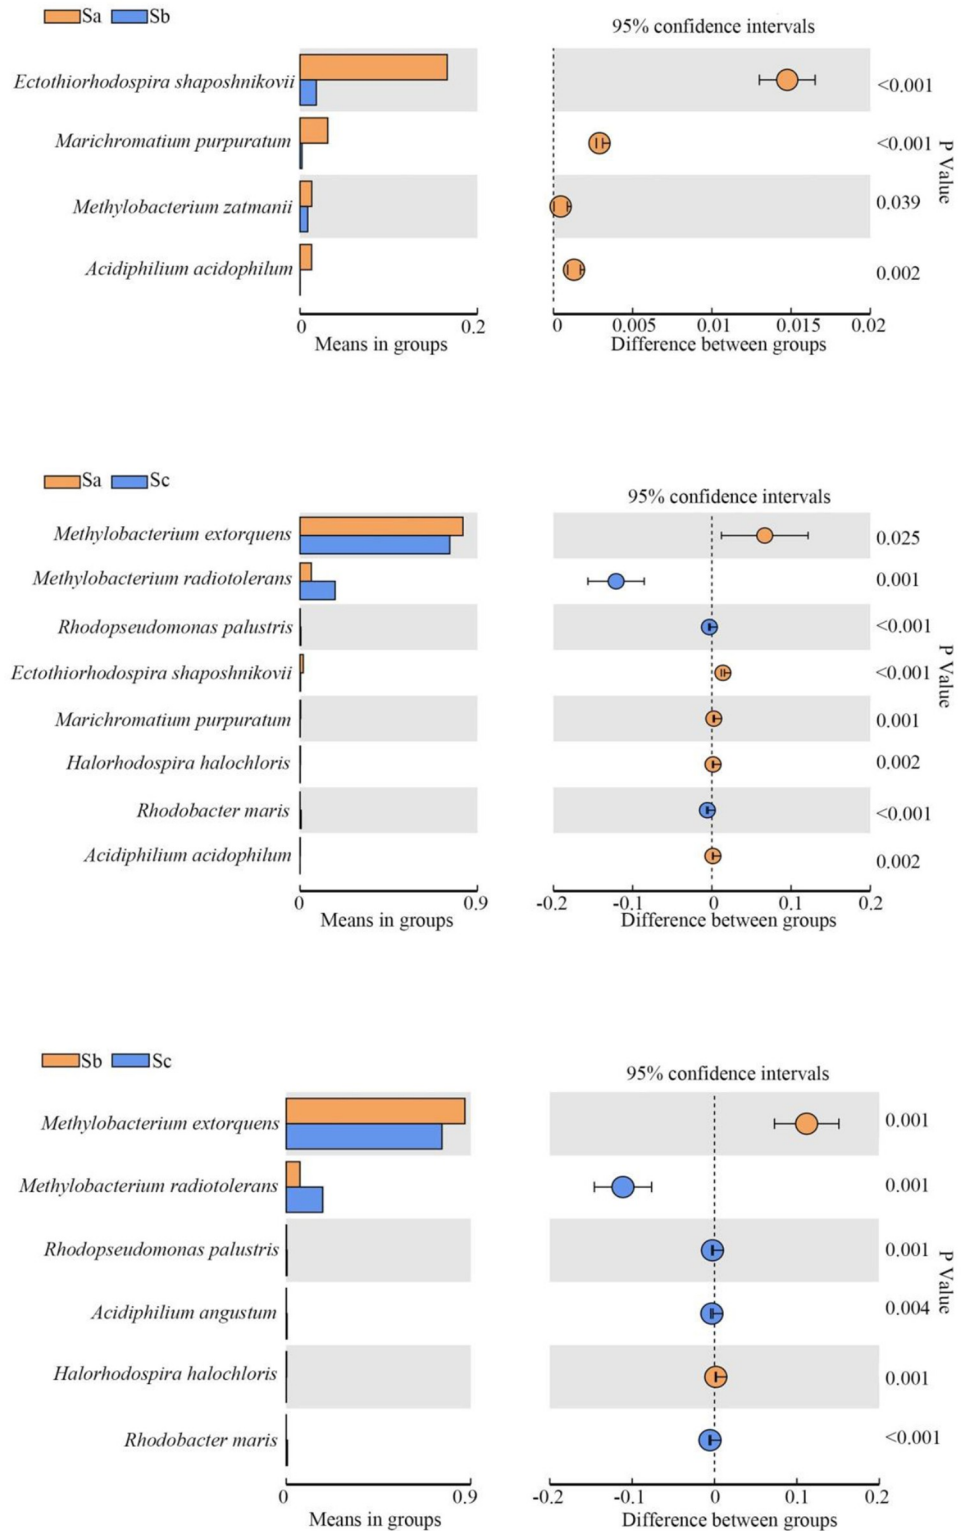 Sa Sb
95% confidence intervals
Ectothiorhodospira shaposhnikovii <0.001
Marichromatium purpuratum <0.001
Methylobacterium zatmanii 0.039
Acidiphilium acidophilum 0.002
P Value
0 0.2 0 0.005 0.01 0.015 0.02
Means in groups Difference between groups
Sa Sc
95% confidence intervals
Methylobacterium extorquens 0.025
Methylobacterium radiotolerans 0.001
Rhodopseudomonas palustris <0.001
Ectothiorhodospira shaposhnikovii <0.001
Marichromatium purpuratum 0.001
Halorhodospira halochloris 0.002
Rhodobacter maris <0.001
Acidiphilium acidophilum 0.002
P Value
0 0.9 -0.2 -0.1 0 0.1 0.2
Means in groups Difference between groups
Sb Sc
95% confidence intervals
Methylobacterium extorquens 0.001
Methylobacterium radiotolerans 0.001
Rhodopseudomonas palustris 0.001
Acidiphilium angustum 0.004
Halorhodospira halochloris 0.001
Rhodobacter maris <0.001
P Value
0 0.9 -0.2 -0.1 0 0.1 0.2
Means in groups Difference between groups